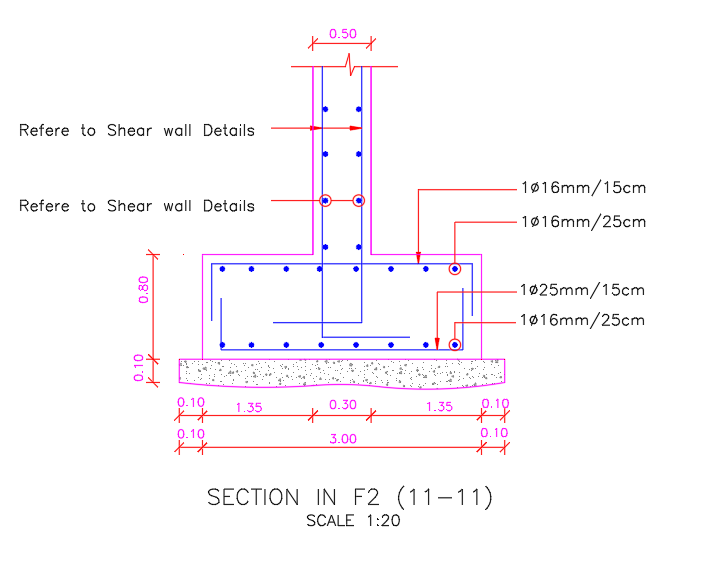 0.50
Refere to Shear wall Details
1ø16mm/15cm
Refere to Shear wall Details
1ø16mm/25cm
0.80
1ø25mm/15cm
1ø16mm/25cm
0.10
0.10 1.35 0.30 1.35 0.10
0.10 3.00 0.10
SECTION IN F2 (11-11)
SCALE 1:20